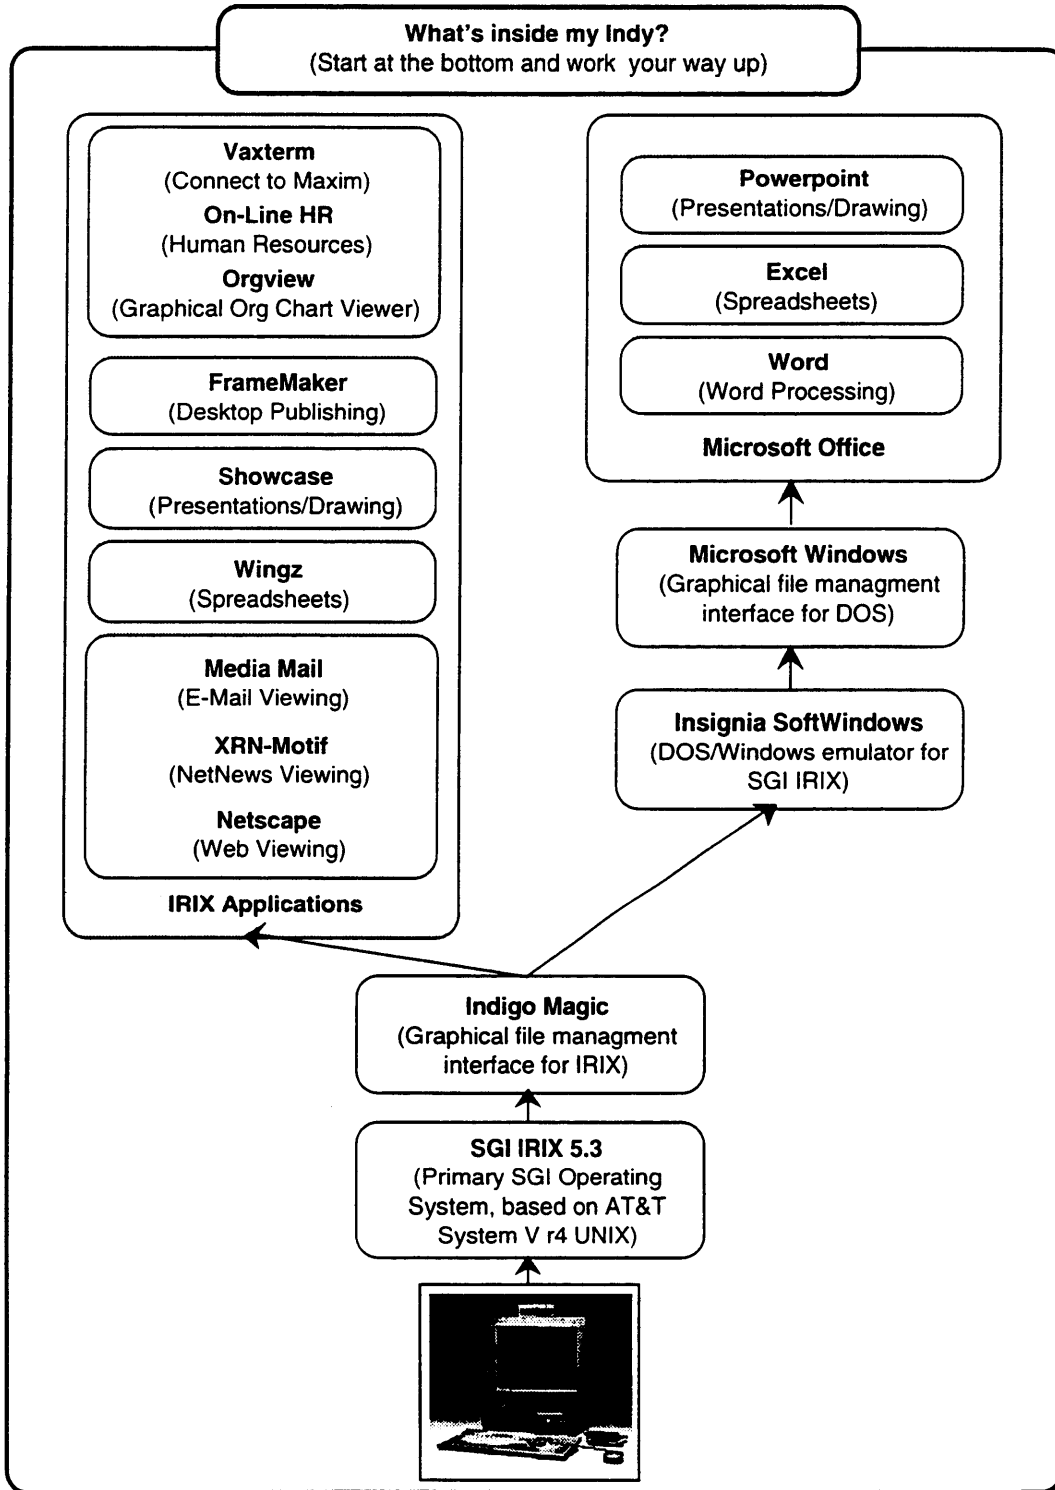 What's inside my Indy?
(Start at the bottom and work your way up)
Vaxterm
(Connect to Maxim)
On-Line HR
(Human Resources)
Orgview
(Graphical Org Chart Viewer)
FrameMaker
(Desktop Publishing)
Showcase
(Presentations/Drawing)
Wingz
(Spreadsheets)
Media Mail
(E-Mail Viewing)
XRN-Motif
(NetNews Viewing)
Netscape
(Web Viewing)
IRIX Applications
Powerpoint
(Presentations/Drawing)
Excel
(Spreadsheets)
Word
(Word Processing)
Microsoft Office
Microsoft Windows
(Graphical file managment
interface for DOS)
Insignia SoftWindows
(DOS/Windows emulator for
SGI IRIX)
Indigo Magic
(Graphical file managment
interface for IRIX)
SGI IRIX 5.3
(Primary SGI Operating
System, based on AT&T
System V r4 UNIX)